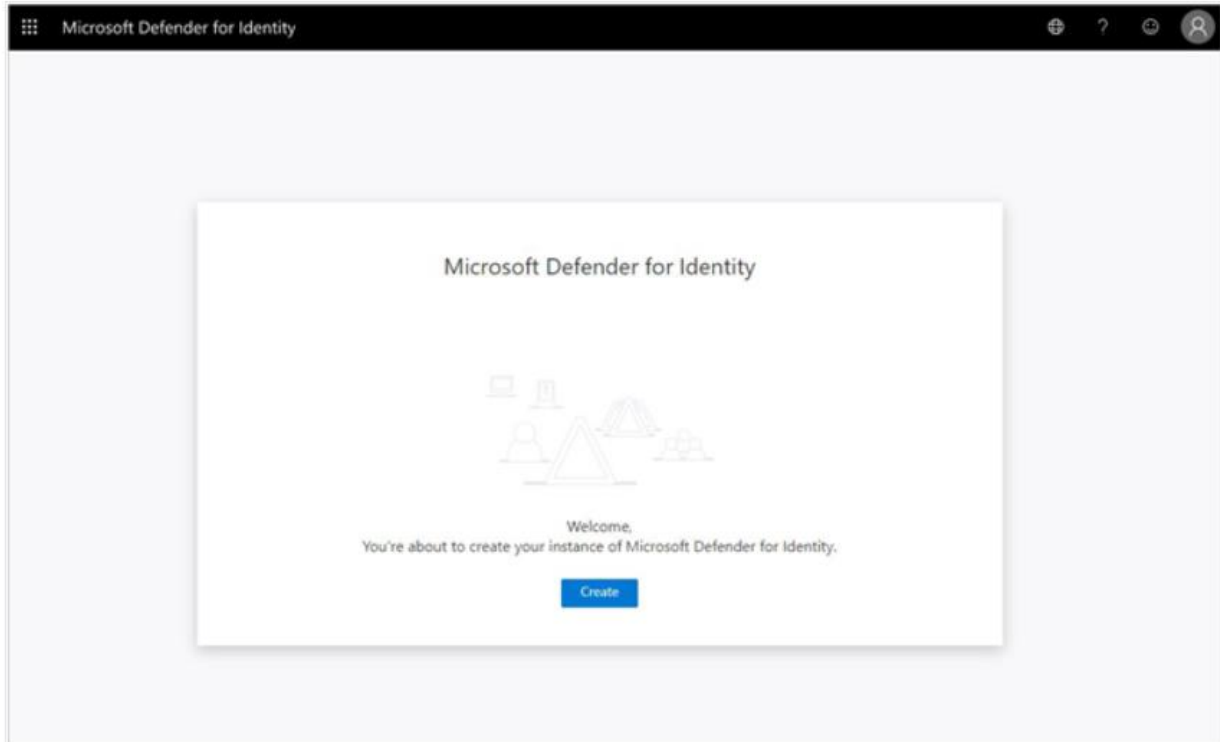 Microsoft Defender for Identity
?
Microsoft Defender for Identity
Welcome,
You're about to create your instance of Microsoft Defender for Identity.
Create